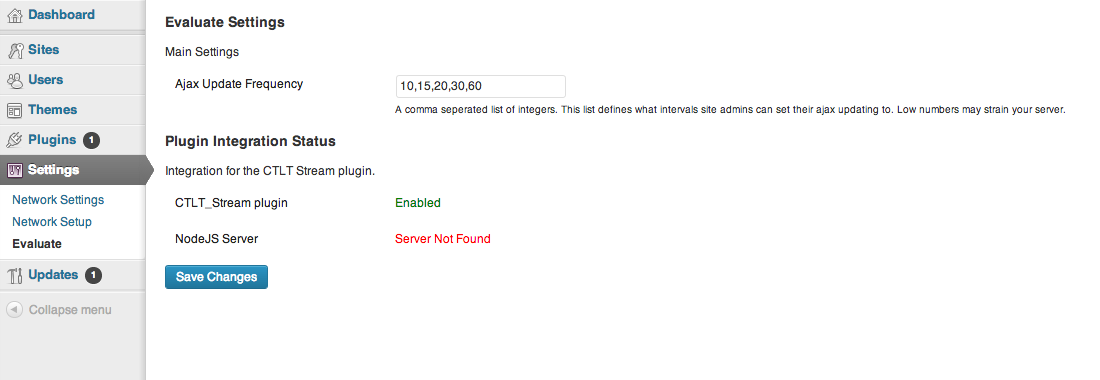 Dashboard
Sites
Users
Themes
Plugins 1
Settings
Network Settings
Network Setup
Evaluate
Updates 1
Collapse menu
Evaluate Settings
Main Settings
Ajax Update Frequency 10,15,20,30,60
A comma seperated list of integers. This list defines what intervals site admins can set their ajax updating to. Low numbers may strain your server.
Plugin Integration Status
Integration for the CTLT Stream plugin.
CTLT_Stream plugin Enabled
NodeJS Server Server Not Found
Save Changes